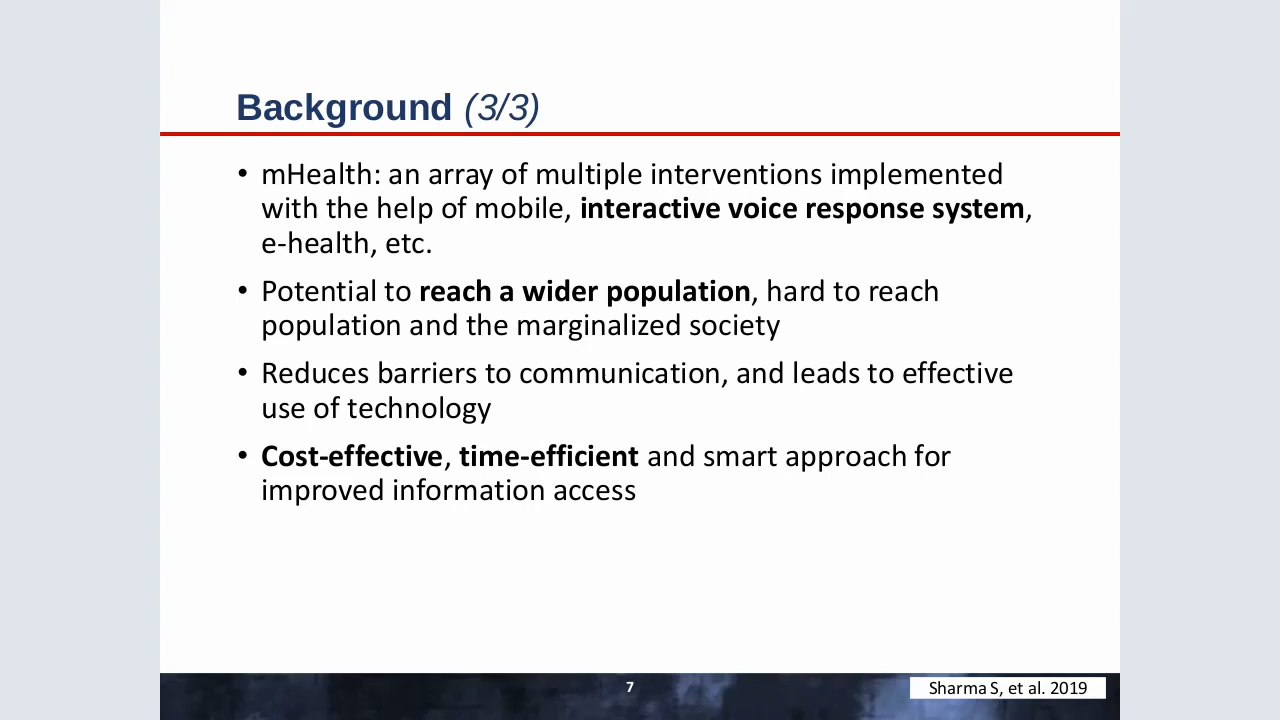 Background (3/3)
• mHealth: an array of multiple interventions implemented
with the help of mobile, interactive voice response system,
e-health, etc.
• Potential to reach a wider population, hard to reach
population and the marginalized society
• Reduces barriers to communication, and leads to effective
use of technology
• Cost-effective, time-efficient and smart approach for
improved information access
7
Sharma S, et al. 2019